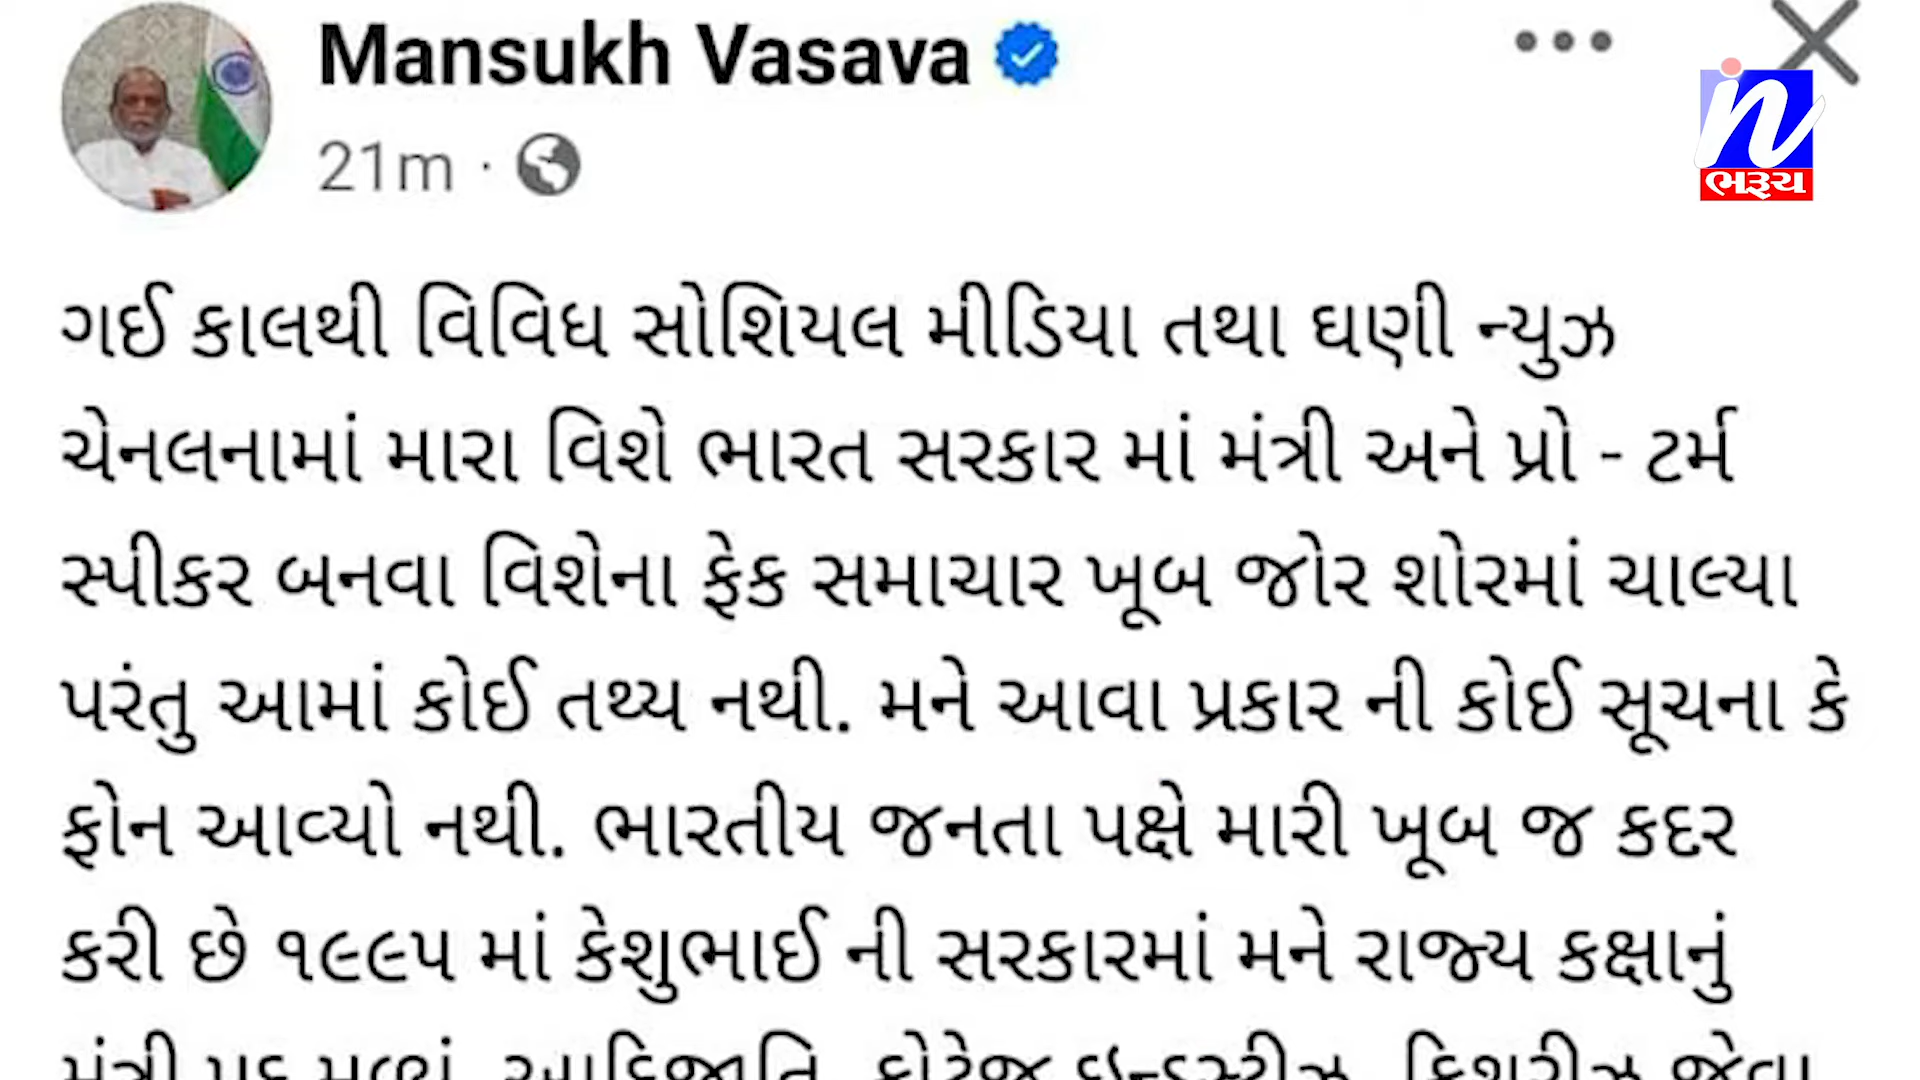 Mansukh Vasava
21m ·
ભરૂચ
ગઈ કાલથી વિવિધ સોશિયલ મીડિયા તથા ઘણી ન્યુઝ
ચેનલનામાં મારા વિશે ભારત સરકાર માં મંત્રી અને પ્રો - ટર્મ
સ્પીકર બનવા વિશેના ફેક સમાચાર ખૂબ જોર શોરમાં ચાલ્યા
પરંતુ આમાં કોઈ તથ્ય નથી. મને આવા પ્રકાર ની કોઈ સૂચના કે
ફોન આવ્યો નથી. ભારતીય જનતા પક્ષે મારી ખૂબ જ કદર
કરી છે ૧૯૯૫ માં કેશુભાઈ ની સરકારમાં મને રાજ્ય કક્ષાનું